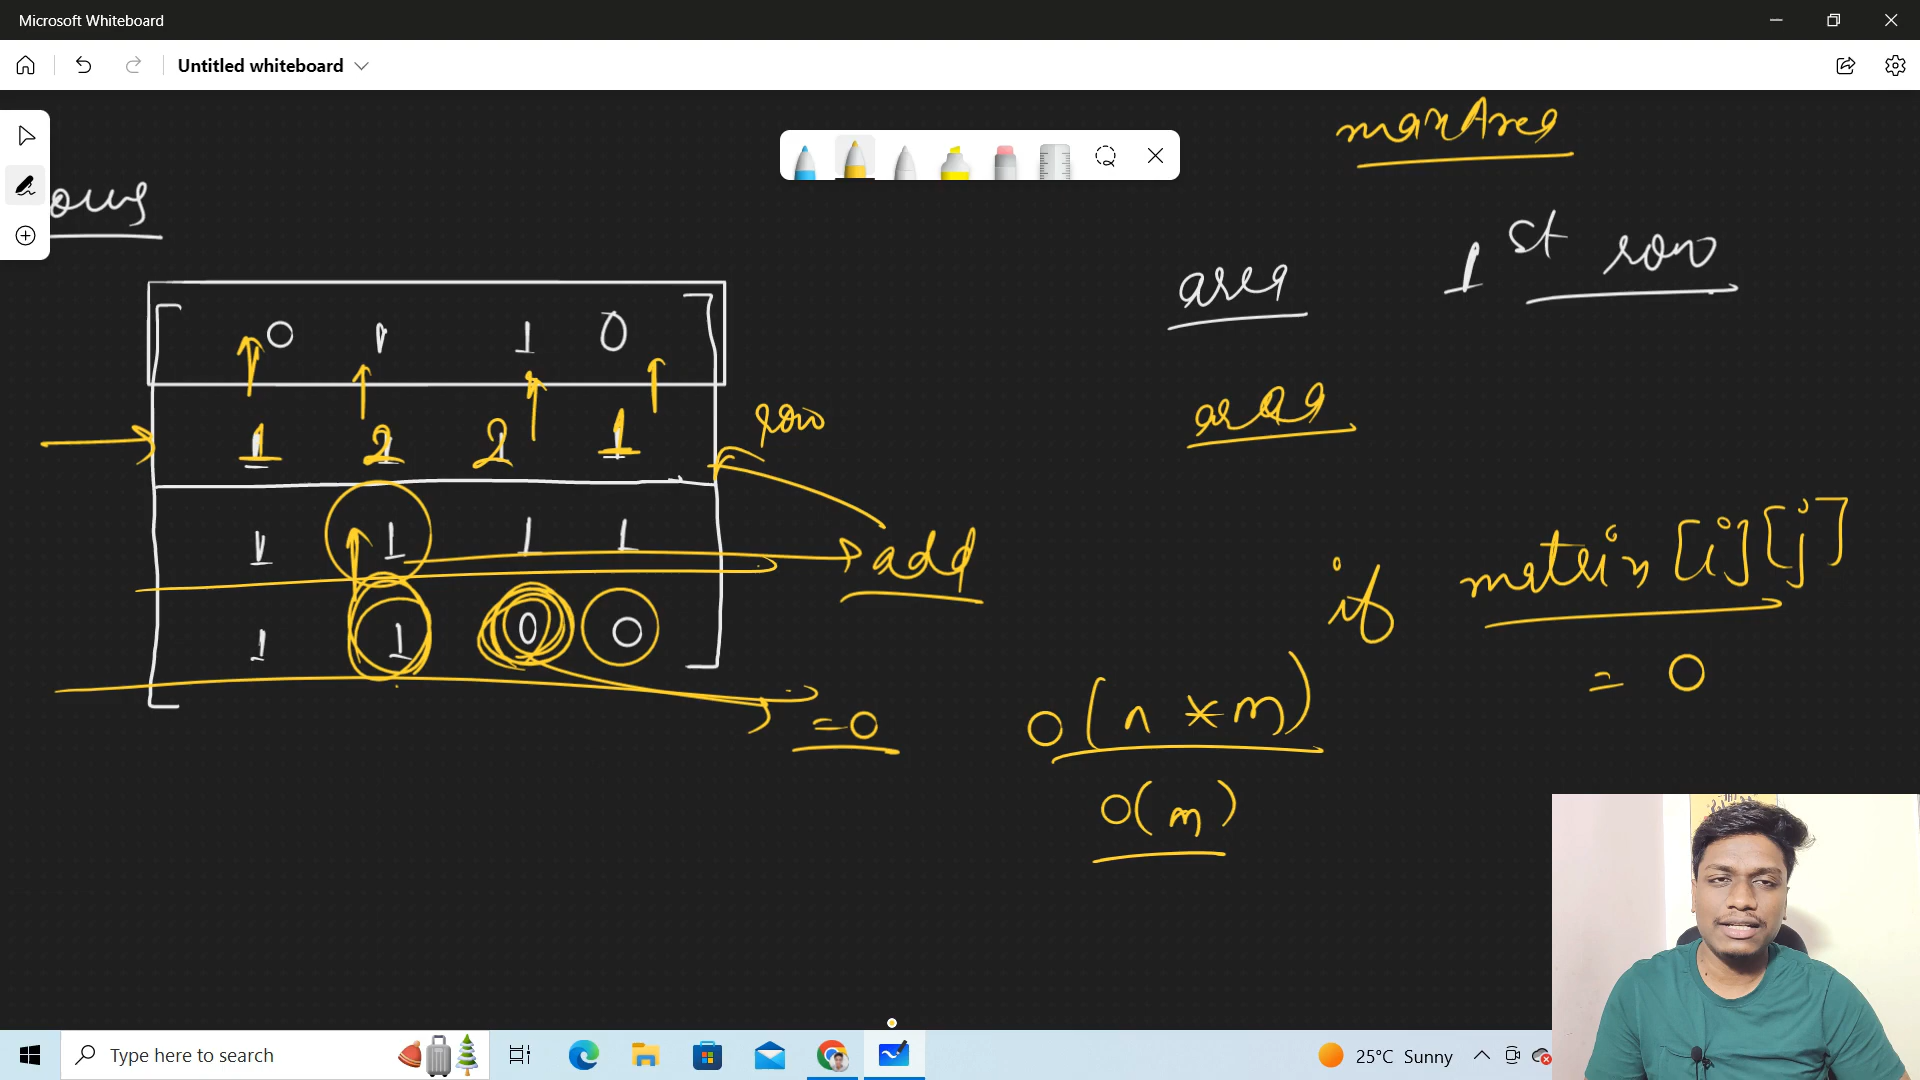 Microsoft Whiteboard
Untitled whiteboard
maxArea
ous
area 1st row
0 1 1 0
area
row
1 2 2 1
1 1 1 1
add
if matrix [i][j]
= 0
1 1 0 0
= 0
O(n * m)
O(m)
Type here to search
25°C Sunny